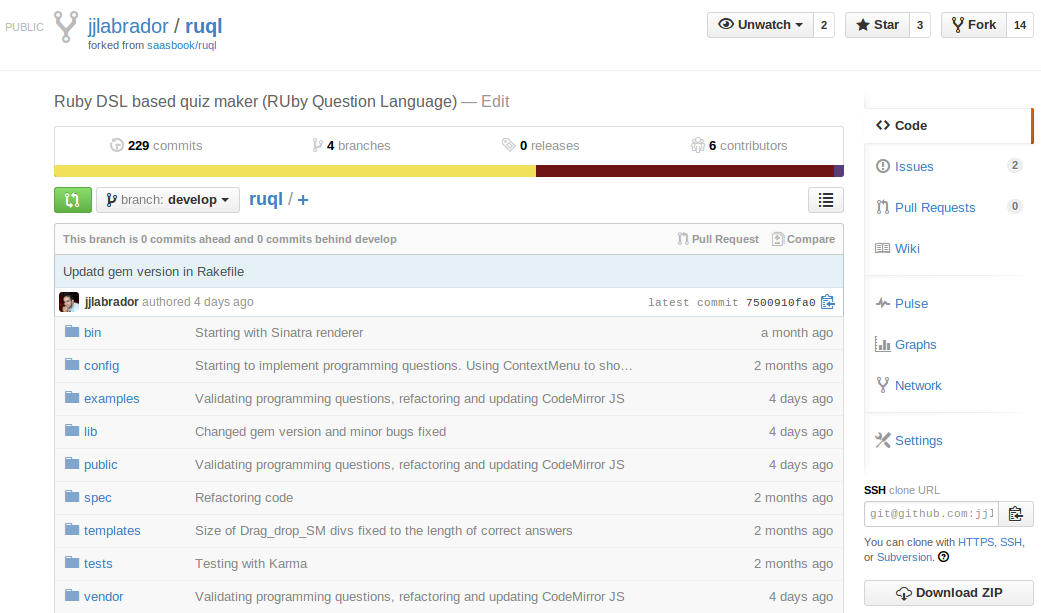 PUBLIC jjlabrador / ruql Unwatch 2 Star 3 Fork 14
forked from saasbook/ruql
Ruby DSL based quiz maker (RUby Question Language) — Edit
229 commits 4 branches 0 releases 6 contributors
branch: develop ruql / +
This branch is 0 commits ahead and 0 commits behind develop Pull Request Compare
Updatd gem version in Rakefile
jjlabrador authored 4 days ago latest commit 7500910fa0
bin Starting with Sinatra renderer a month ago
config Starting to implement programming questions. Using ContextMenu to sho… 2 months ago
examples Validating programming questions, refactoring and updating CodeMirror JS 4 days ago
lib Changed gem version and minor bugs fixed 4 days ago
public Validating programming questions, refactoring and updating CodeMirror JS 4 days ago
spec Refactoring code 2 months ago
templates Size of Drag_drop_SM divs fixed to the length of correct answers 2 months ago
tests Testing with Karma 2 months ago
vendor Validating programming questions, refactoring and updating CodeMirror JS 4 days ago
Code
Issues 2
Pull Requests 0
Wiki
Pulse
Graphs
Network
Settings
SSH clone URL
git@github.com:jjl
You can clone with HTTPS, SSH,
or Subversion.
Download ZIP